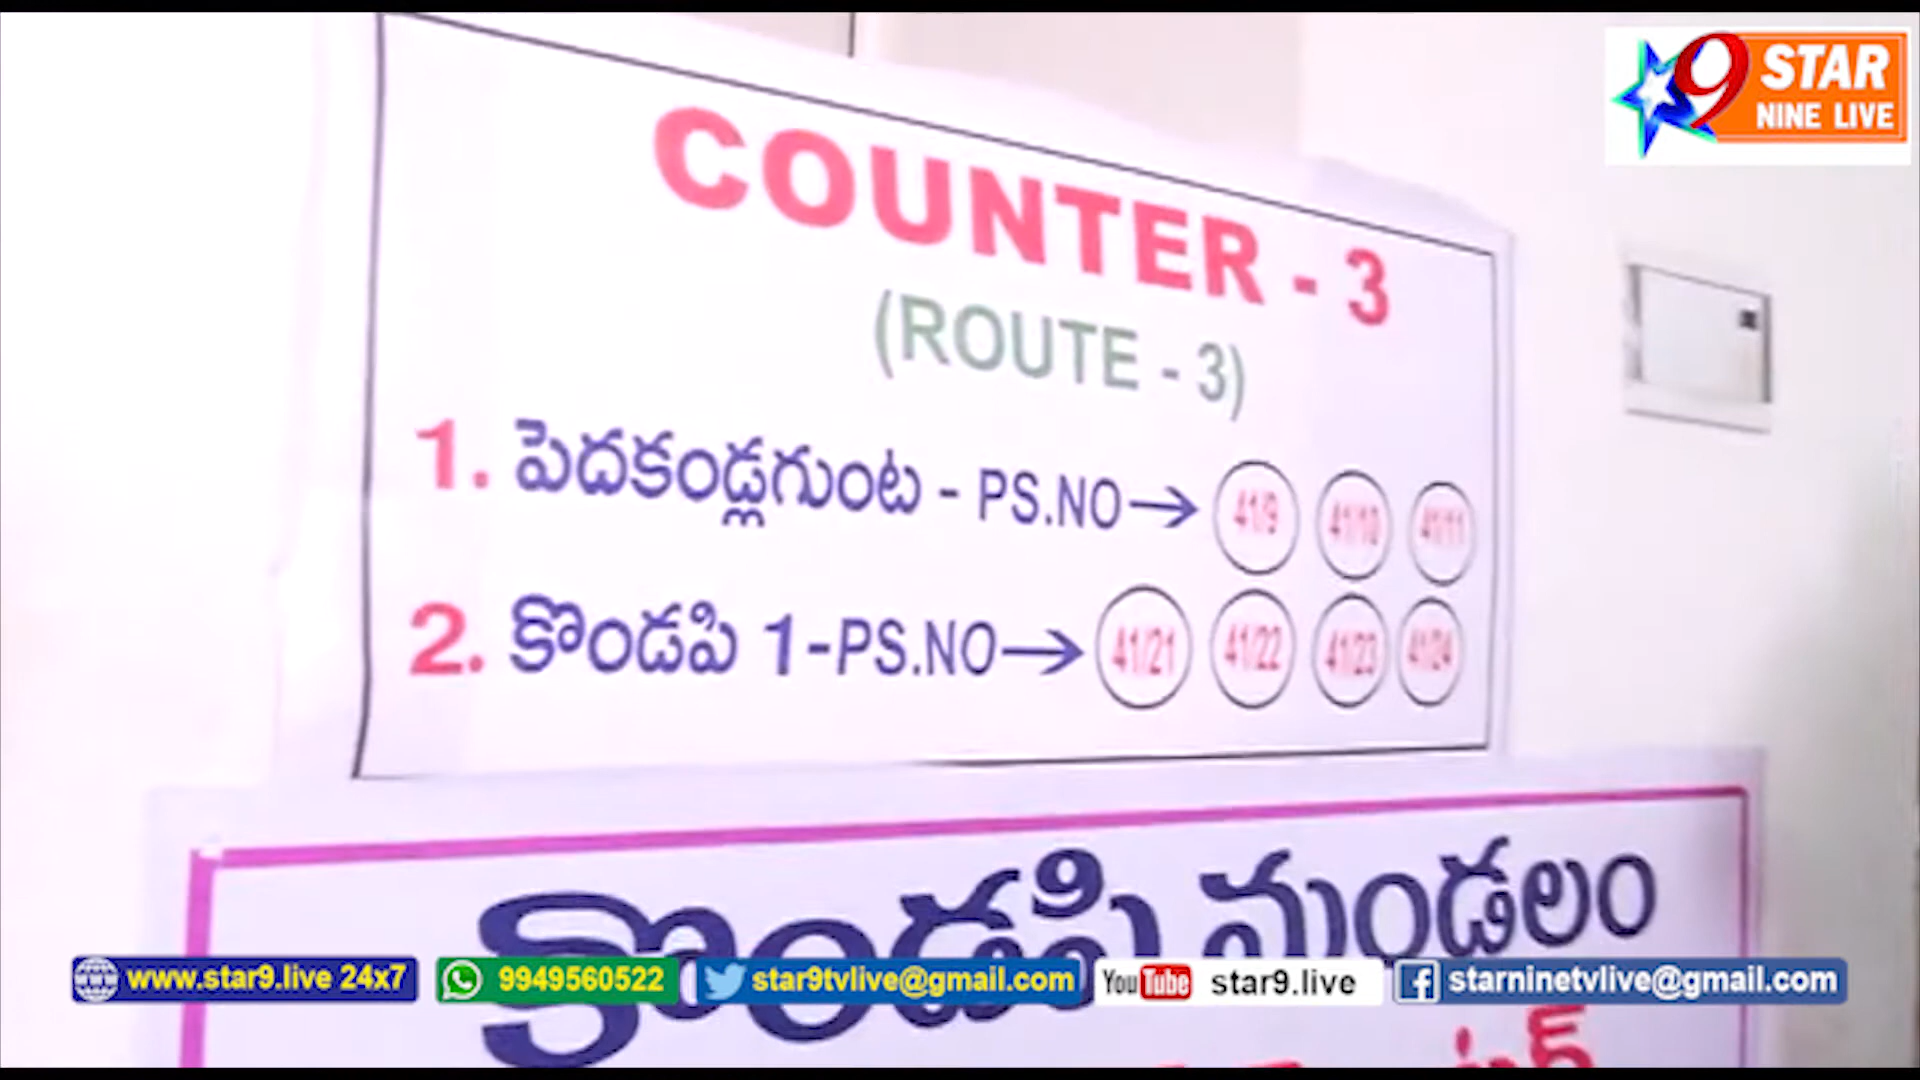 9 STAR
NINE LIVE
COUNTER - 3
(ROUTE - 3)
1. పెదకండ్లగుంట - PS.NO→ 41/9 41/10 41/11
2. కొండపి 1-PS.NO→ 41/21 41/22 41/23 41/24
కొండపి మండలం
www.star9.live 24x7 9949560522 star9tvlive@gmail.com YouTube star9.live starninetvlive@gmail.com